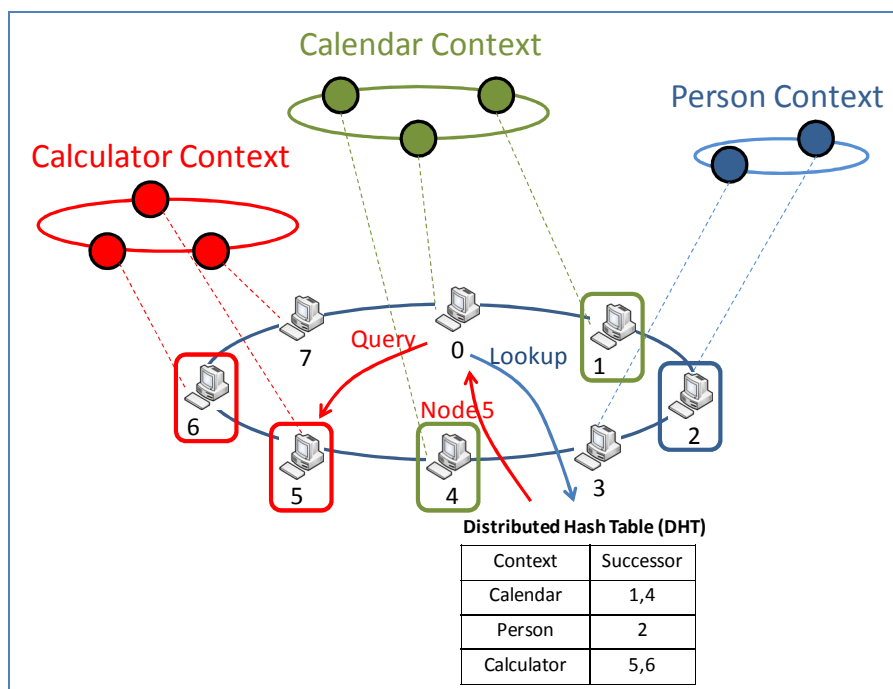 Calendar Context
Person Context
Calculator Context
7
Query
0
Lookup
1
6
Node 5
2
5
4
3
Distributed Hash Table (DHT)
Context Successor
Calendar 1,4
Person 2
Calculator 5,6